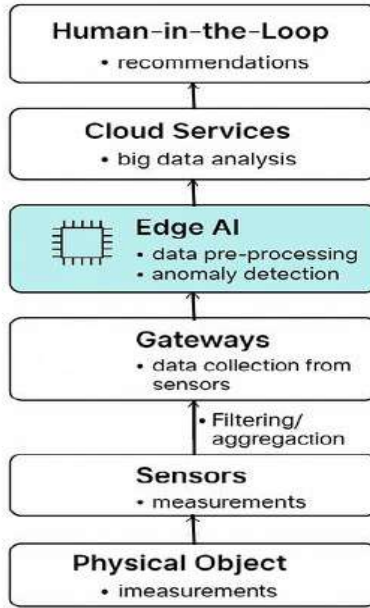 Human-in-the-Loop
• recommendations
Cloud Services
• big data analysis
Edge AI
• data pre-processing
• anomaly detection
Gateways
• data collection from
sensors
• Filtering/
aggregaction
Sensors
• measurements
Physical Object
• imeasurements